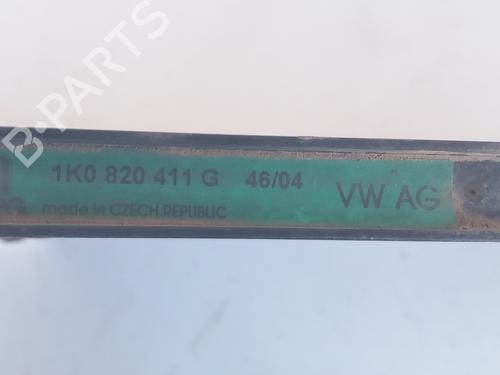 B-PARTS
1K0 820 411 G 46/04 VW AG
made in CZECH REPUBLIC